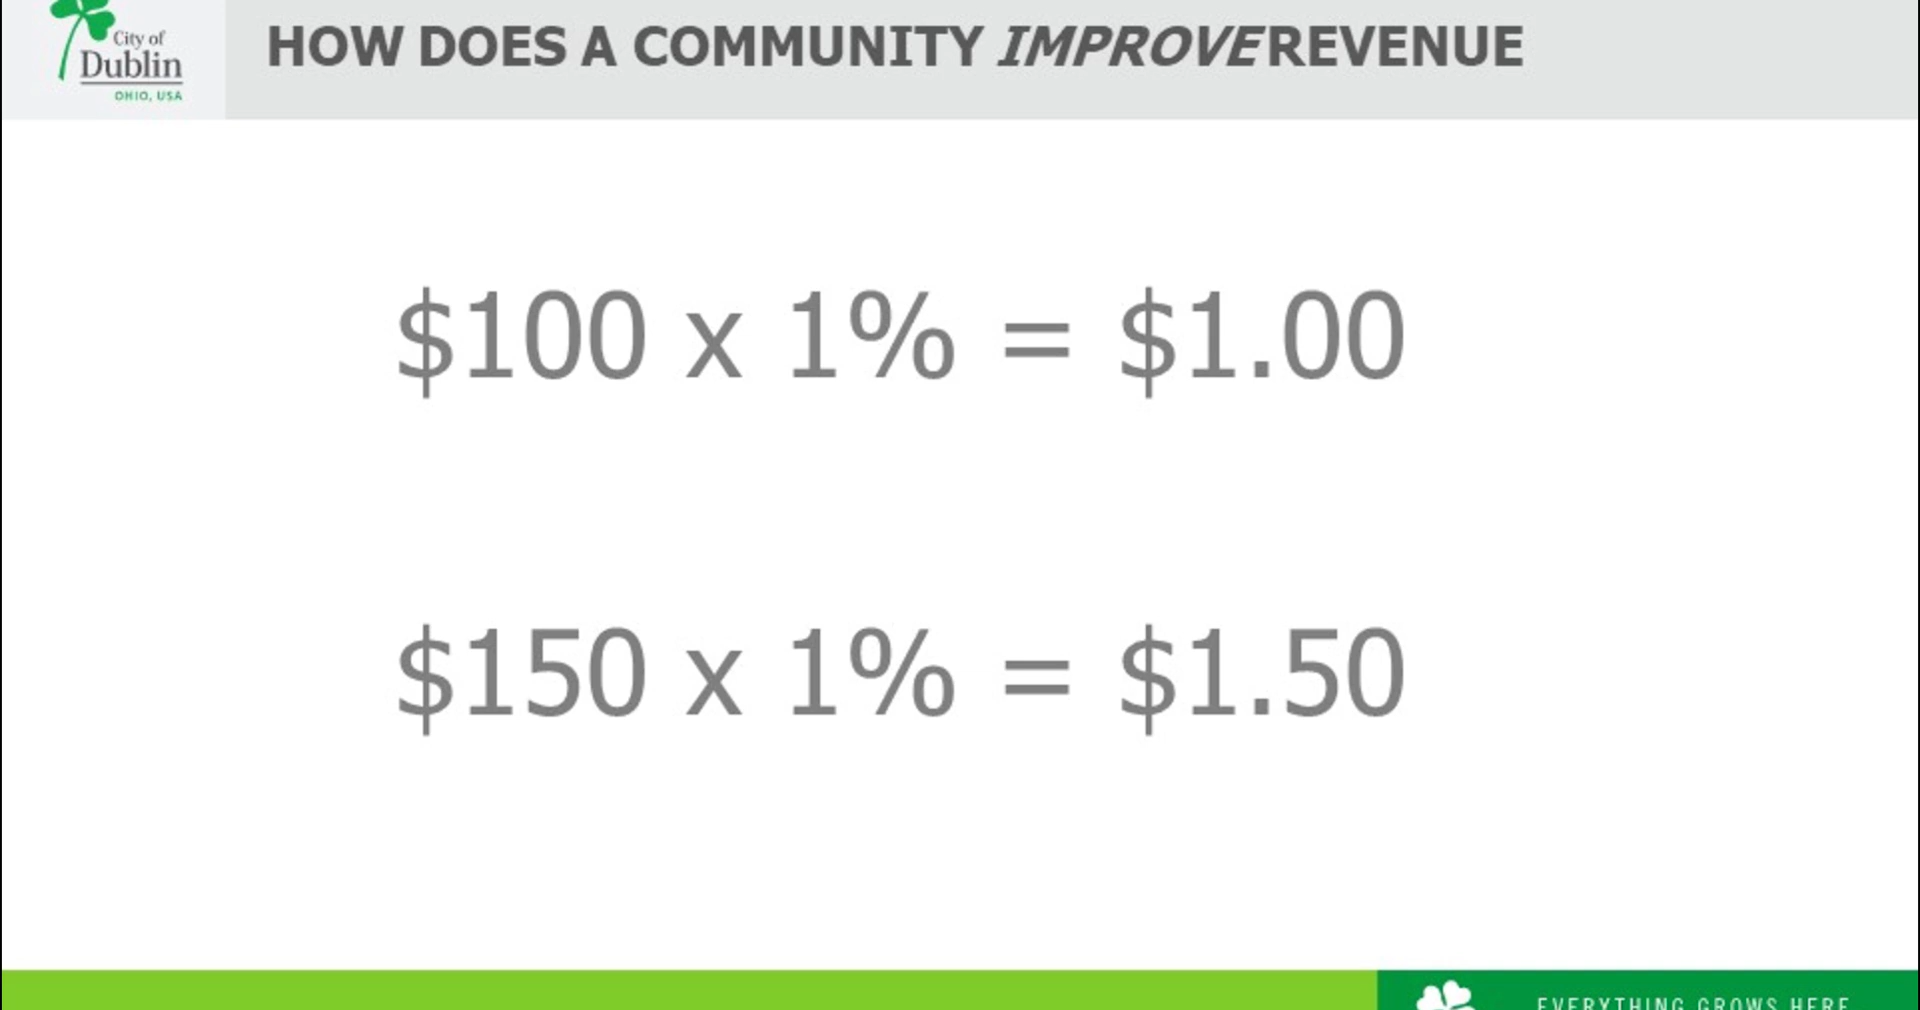 City of
Dublin
OHIO, USA
HOW DOES A COMMUNITY IMPROVE REVENUE
$100 x 1% = $1.00
$150 x 1% = $1.50
EVERYTHING GROWS HERE